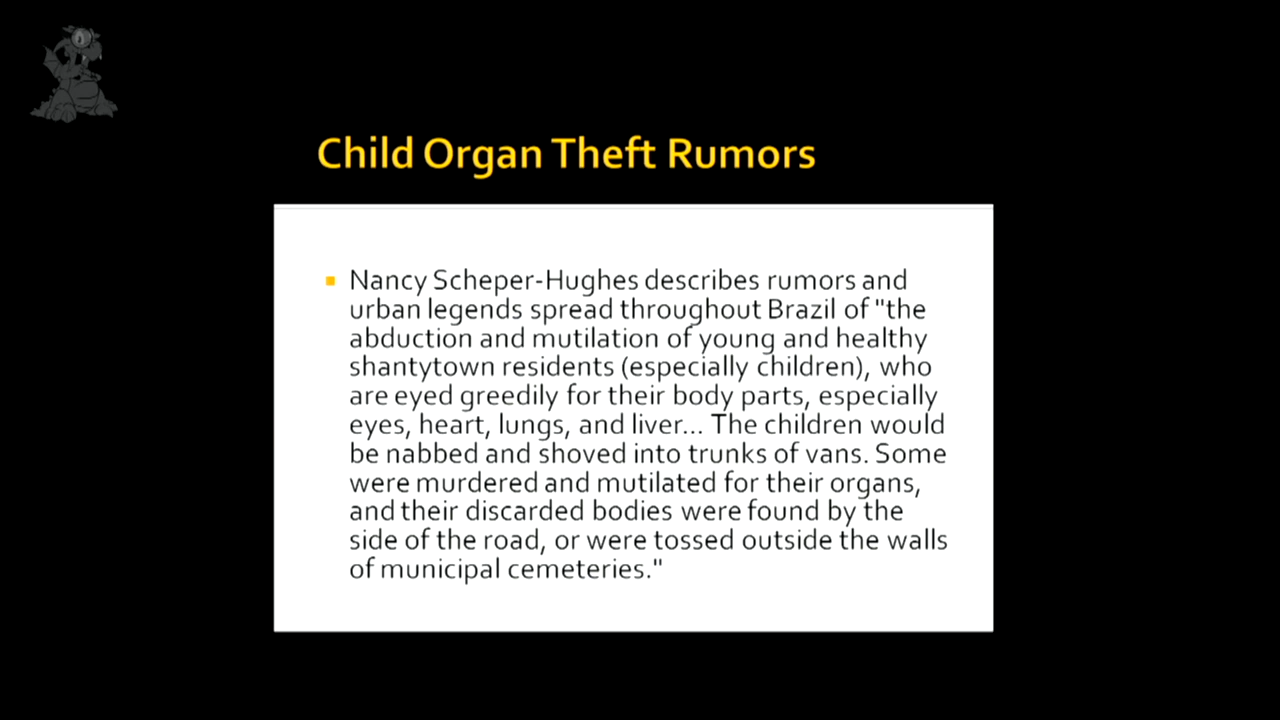 Child Organ Theft Rumors
Nancy Scheper-Hughes describes rumors and
urban legends spread throughout Brazil of "the
abduction and mutilation of young and healthy
shantytown residents (especially children), who
are eyed greedily for their body parts, especially
eyes, heart, lungs, and liver... The children would
be nabbed and shoved into trunks of vans. Some
were murdered and mutilated for their organs,
and their discarded bodies were found by the
side of the road, or were tossed outside the walls
of municipal cemeteries."